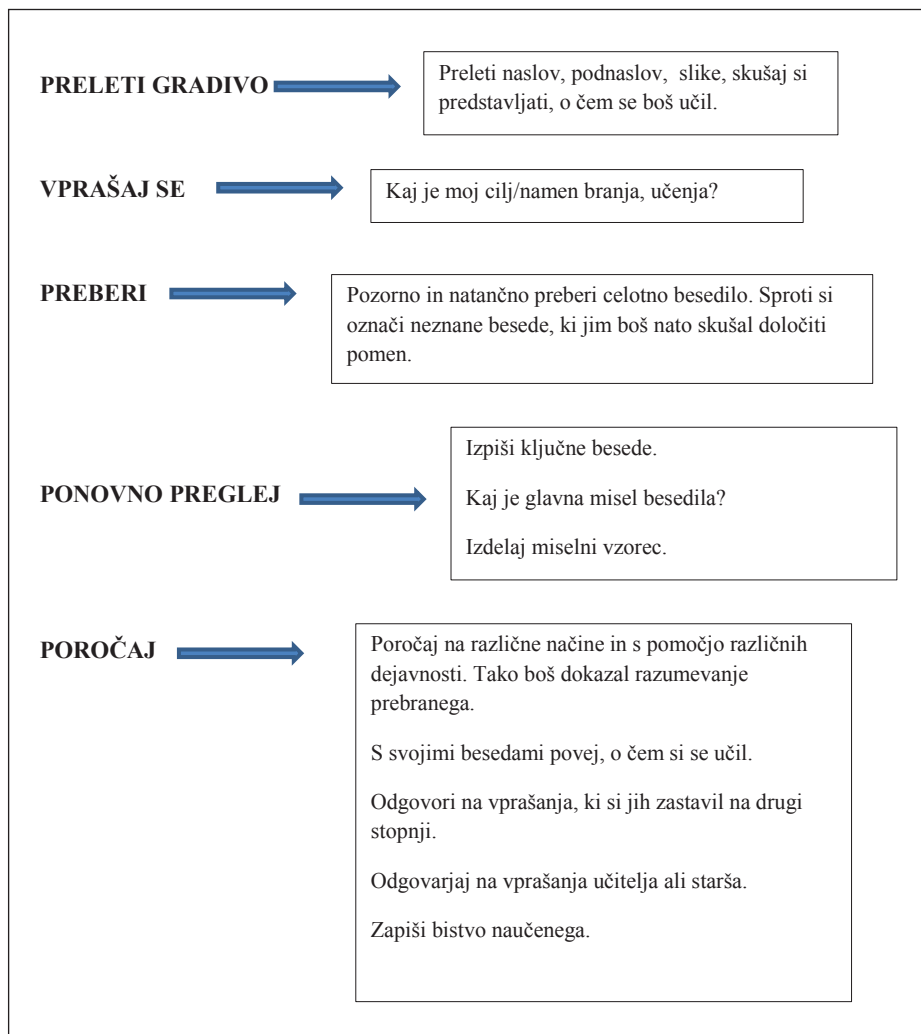 PRELETI GRADIVO
Preleti naslov, podnaslov, slike, skušaj si
predstavljati, o čem se boš učil.
VPRAŠAJ SE
Kaj je moj cilj/namen branja, učenja?
PREBERI
Pozorno in natančno preberi celotno besedilo. Sproti si
označi neznane besede, ki jim boš nato skušal določiti
pomen.
PONOVNO PREGLEJ
Izpiši ključne besede.
Kaj je glavna misel besedila?
Izdelaj miselni vzorec.
POROČAJ
Poročaj na različne načine in s pomočjo različnih
dejavnosti. Tako boš dokazal razumevanje
prebranega.
S svojimi besedami povej, o čem si se učil.
Odgovori na vprašanja, ki si jih zastavil na drugi
stopnji.
Odgovarjaj na vprašanja učitelja ali starša.
Zapiši bistvo naučenega.